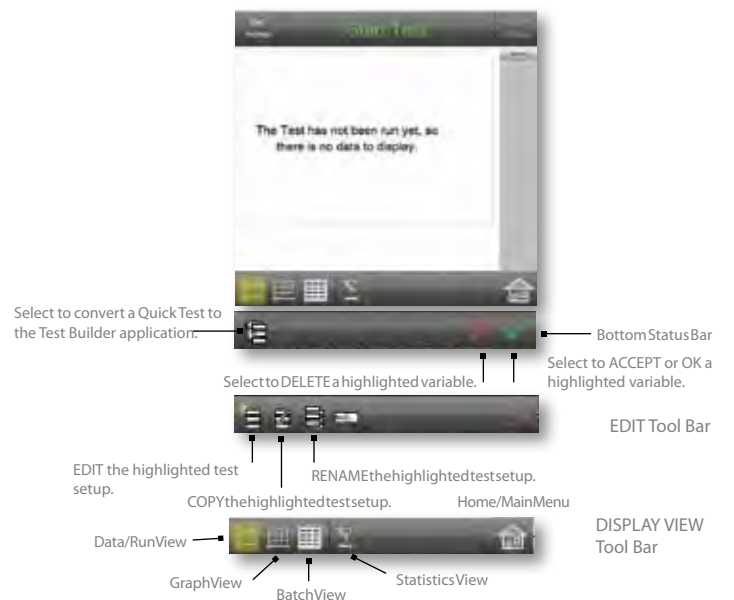 Start Test
The Test has not been run yet, so
there is no data to display.
Select to convert a Quick Test to
the Test Builder application.
Bottom Status Bar
Select to ACCEPT or OK a
highlighted variable.
Select to DELETE a highlighted variable.
EDIT Tool Bar
EDIT the highlighted test
setup.
RENAME the highlighted test setup.
COPY the highlighted test setup.
Home/Main Menu
DISPLAY VIEW
Tool Bar
Data/Run View
Graph View
Statistics View
Batch View